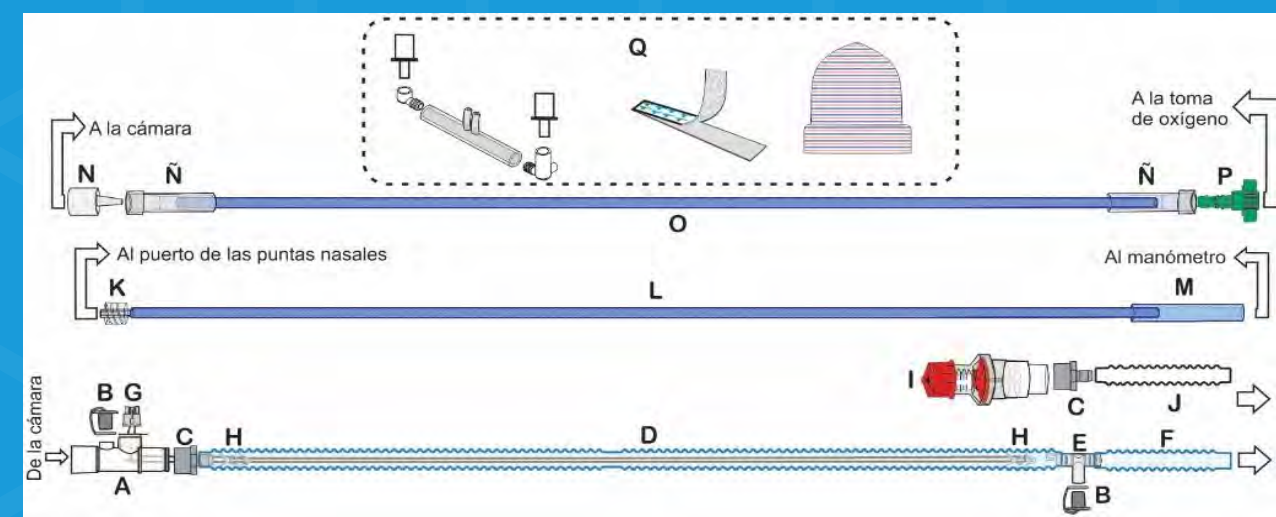 Q
A la cámara
A la toma
de oxígeno
N
Ñ
Ñ
P
O
Al puerto de las puntas nasales
Al manómetro
K
L
M
I
C
J
De la cámara
B
G
C
H
D
H
E
F
A
B